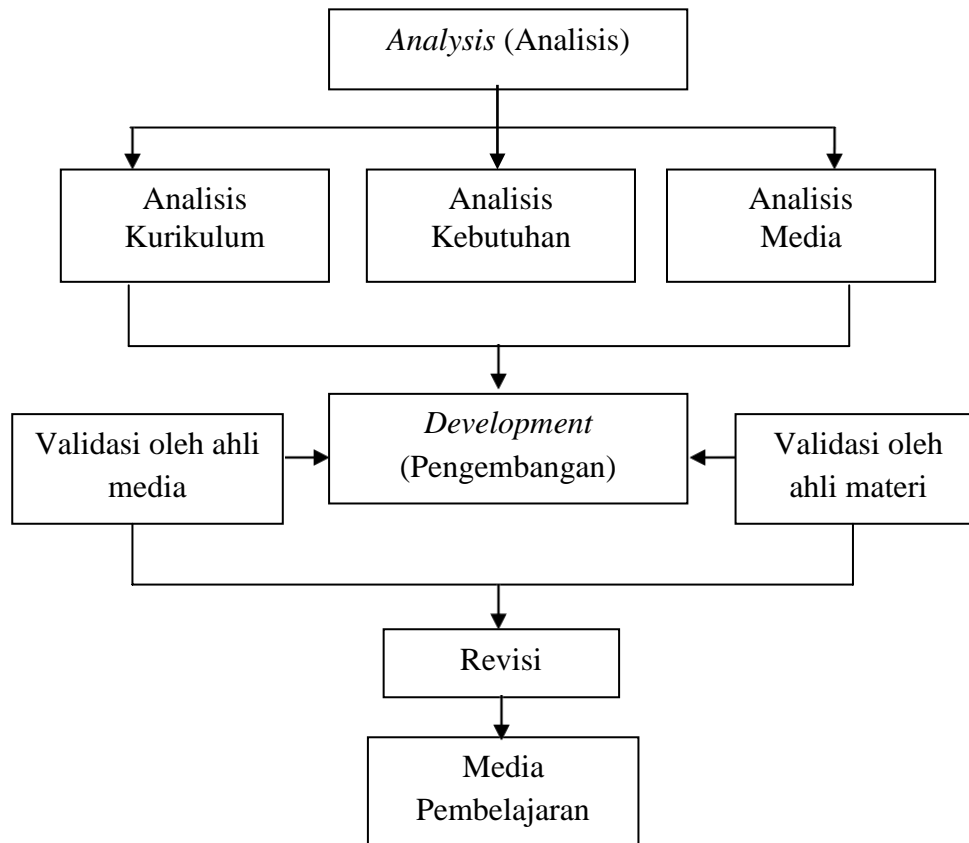 Analysis (Analisis)
Analisis
Kurikulum
Analisis
Kebutuhan
Analisis
Media
Development
(Pengembangan)
Validasi oleh ahli
media
Validasi oleh
ahli materi
Revisi
Media
Pembelajaran